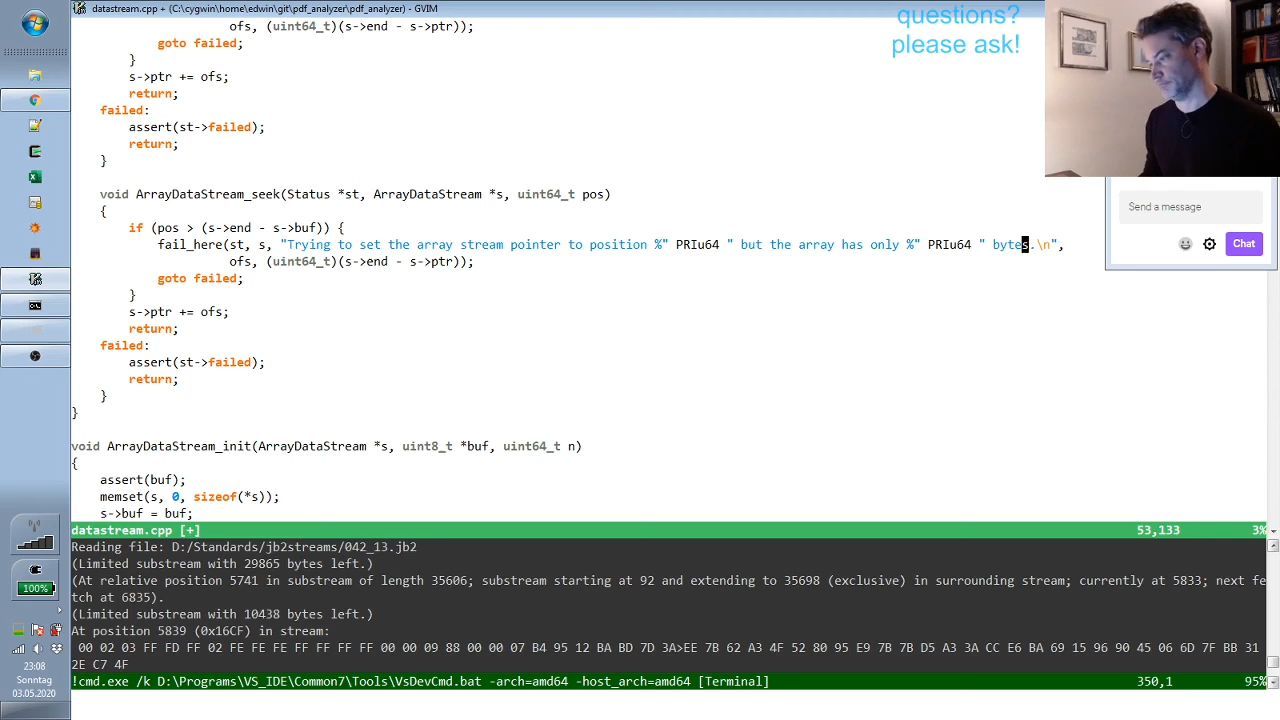 datastream.cpp + (C:\cygwin\home\edwin\git\pdf_analyzer\pdf_analyzer) - GVIM
questions?
please ask!
ofs, (uint64_t)(s->end - s->ptr));
goto failed;
}
s->ptr += ofs;
return;
failed:
assert(st->failed);
return;
}
void ArrayDataStream_seek(Status *st, ArrayDataStream *s, uint64_t pos)
{
if (pos > (s->end - s->buf)) {
fail_here(st, s, "Trying to set the array stream pointer to position %" PRIu64 " but the array has only %" PRIu64 " bytes.\n",
ofs, (uint64_t)(s->end - s->ptr));
goto failed;
}
s->ptr += ofs;
return;
failed:
assert(st->failed);
return;
}
}
void ArrayDataStream_init(ArrayDataStream *s, uint8_t *buf, uint64_t n)
{
assert(buf);
memset(s, 0, sizeof(*s));
s->buf = buf;
datastream.cpp [+] 53,133 3%
Reading file: D:/Standards/jb2streams/042_13.jb2
(Limited substream with 29865 bytes left.)
(At relative position 5741 in substream of length 35606; substream starting at 92 and extending to 35698 (exclusive) in surrounding stream; currently at 5833; next fe
tch at 6835).
(Limited substream with 10438 bytes left.)
At position 5839 (0x16CF) in stream:
00 02 03 FF FD FF 02 FE FE FE FF FF FF FF 00 00 09 88 00 00 07 B4 95 12 BA BD 7D 3A>EE 7B 62 A3 4F 52 80 95 E9 7B 7B D5 A3 3A CC E6 BA 69 15 96 90 45 06 6D 7F BB 31
2E C7 4F
!cmd.exe /k D:\Programs\VS_IDE\Common7\Tools\VsDevCmd.bat -arch=amd64 -host_arch=amd64 [Terminal] 350,1 95%
Send a message
Chat
100%
23:08
Sonntag
03.05.2020